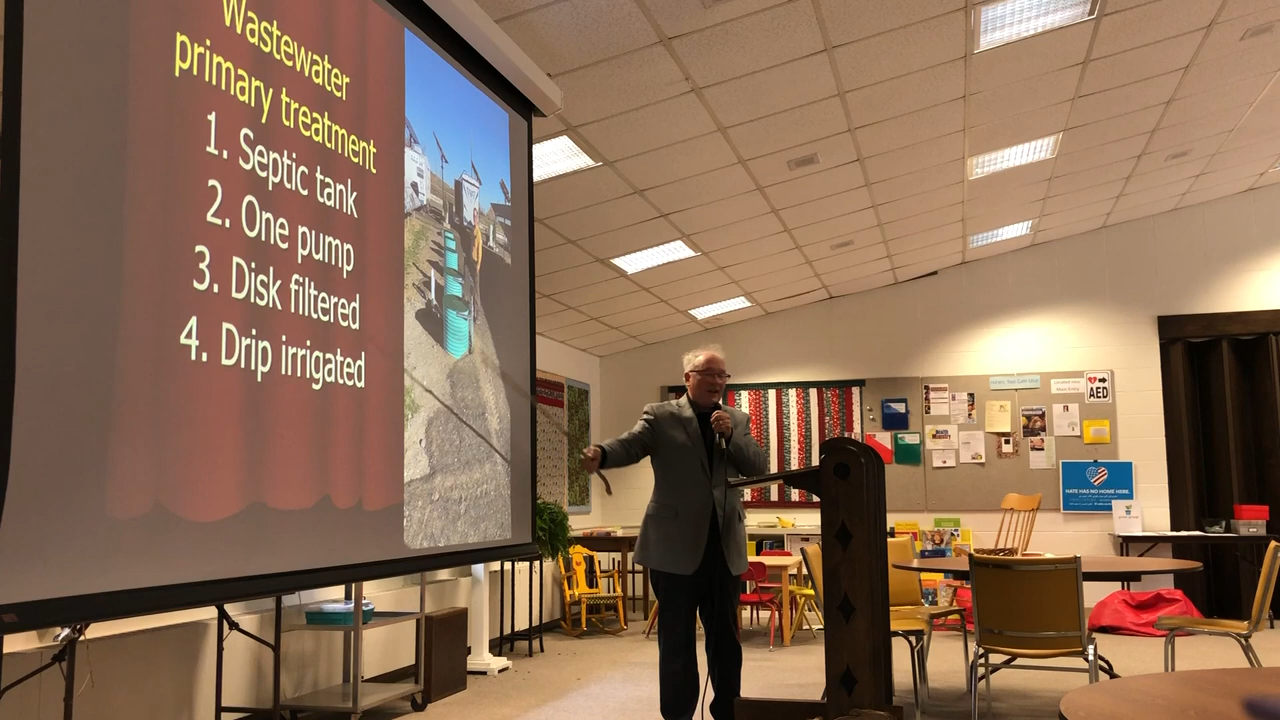 Wastewater
primary treatment
1. Septic tank
2. One pump
3. Disk filtered
4. Drip irrigated
AED
HATE HAS NO HOME HERE.